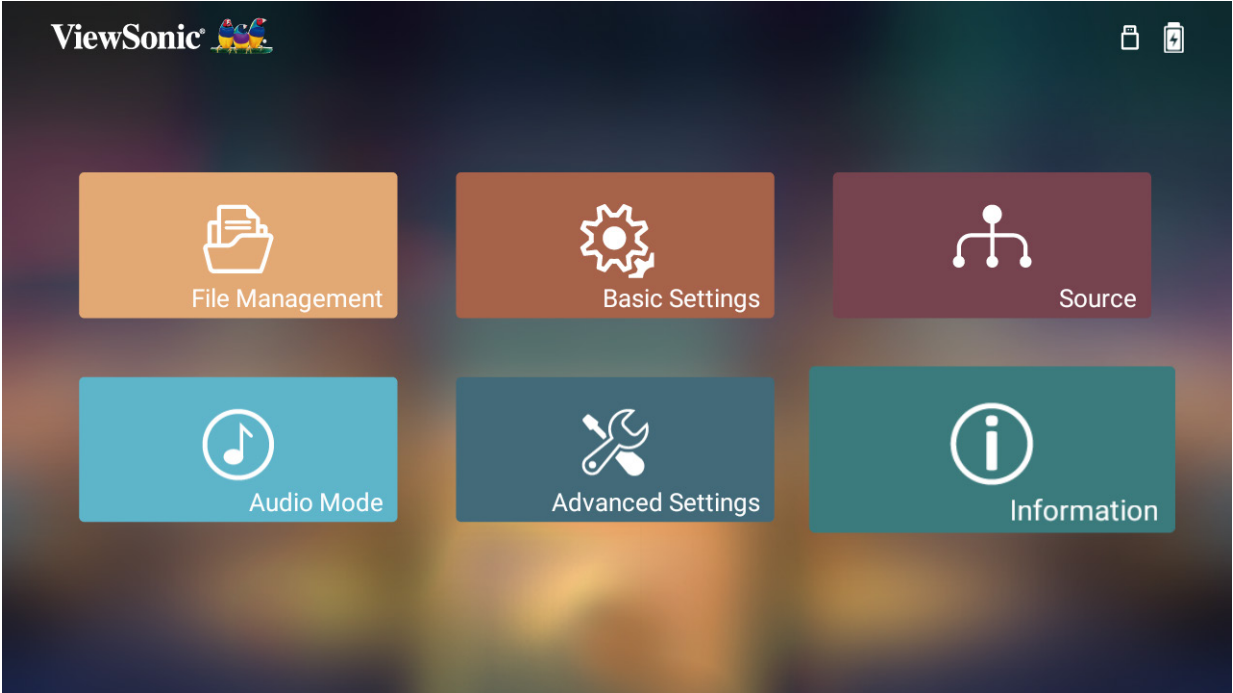 ViewSonic®
File Management
Basic Settings
Source
Audio Mode
Advanced Settings
Information